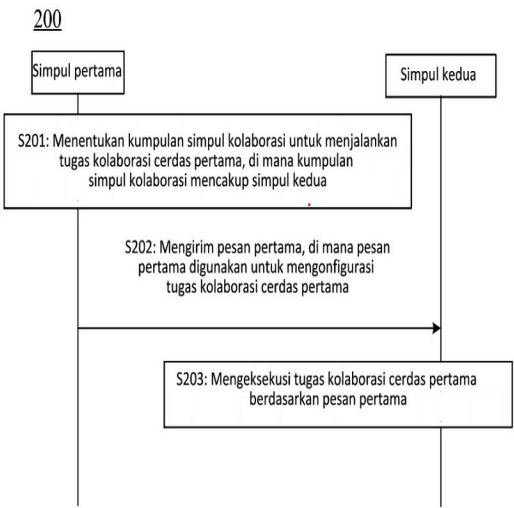 200
Simpul pertama
Simpul kedua
S201: Menentukan kumpulan simpul kolaborasi untuk menjalankan
tugas kolaborasi cerdas pertama, di mana kumpulan
simpul kolaborasi mencakup simpul kedua
S202: Mengirim pesan pertama, di mana pesan
pertama digunakan untuk mengonfigurasi
tugas kolaborasi cerdas pertama
S203: Mengeksekusi tugas kolaborasi cerdas pertama
berdasarkan pesan pertama